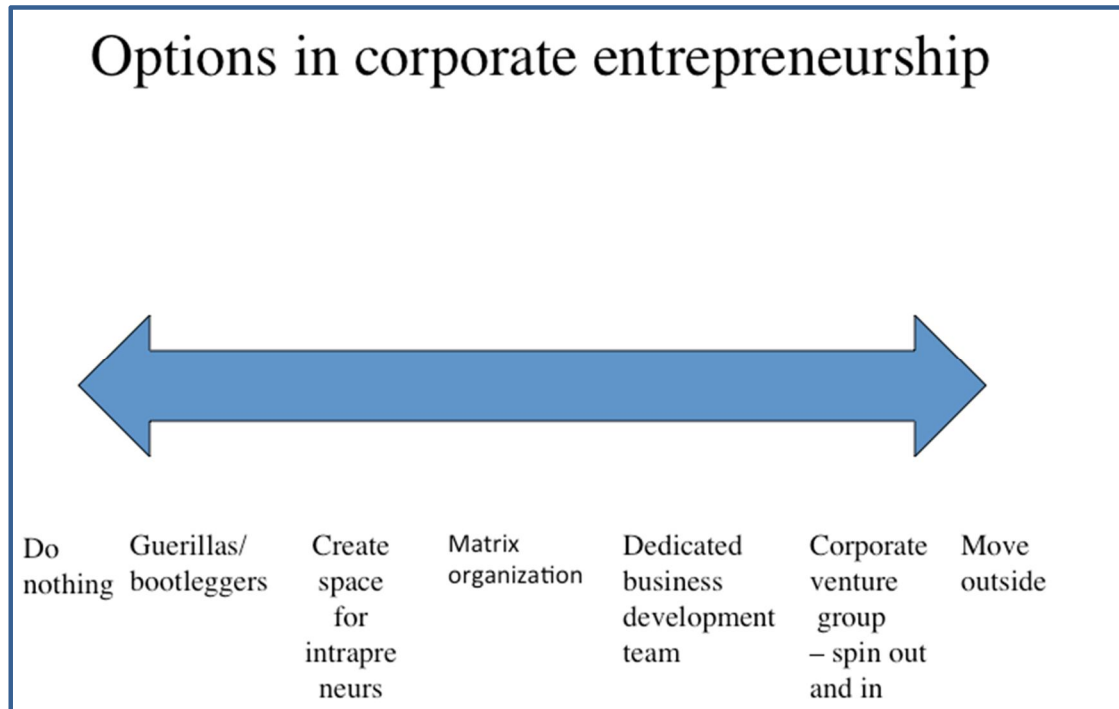 Options in corporate entrepreneurship
Do
nothing
Guerillas/
bootleggers
Create
space
for
intrapre
neurs
Matrix
organization
Dedicated
business
development
team
Corporate
venture
group
– spin out
and in
Move
outside